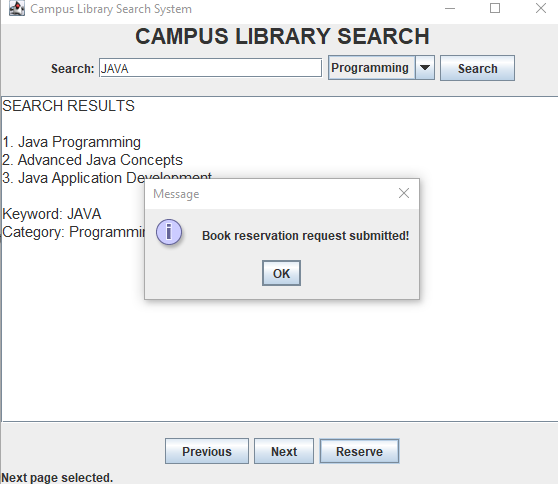 Campus Library Search System
CAMPUS LIBRARY SEARCH
Search: JAVA Programming Search
SEARCH RESULTS
1. Java Programming
2. Advanced Java Concepts
3. Java Application Development
Keyword: JAVA
Category: Programmin
Message
Book reservation request submitted!
OK
Previous Next Reserve
Next page selected.